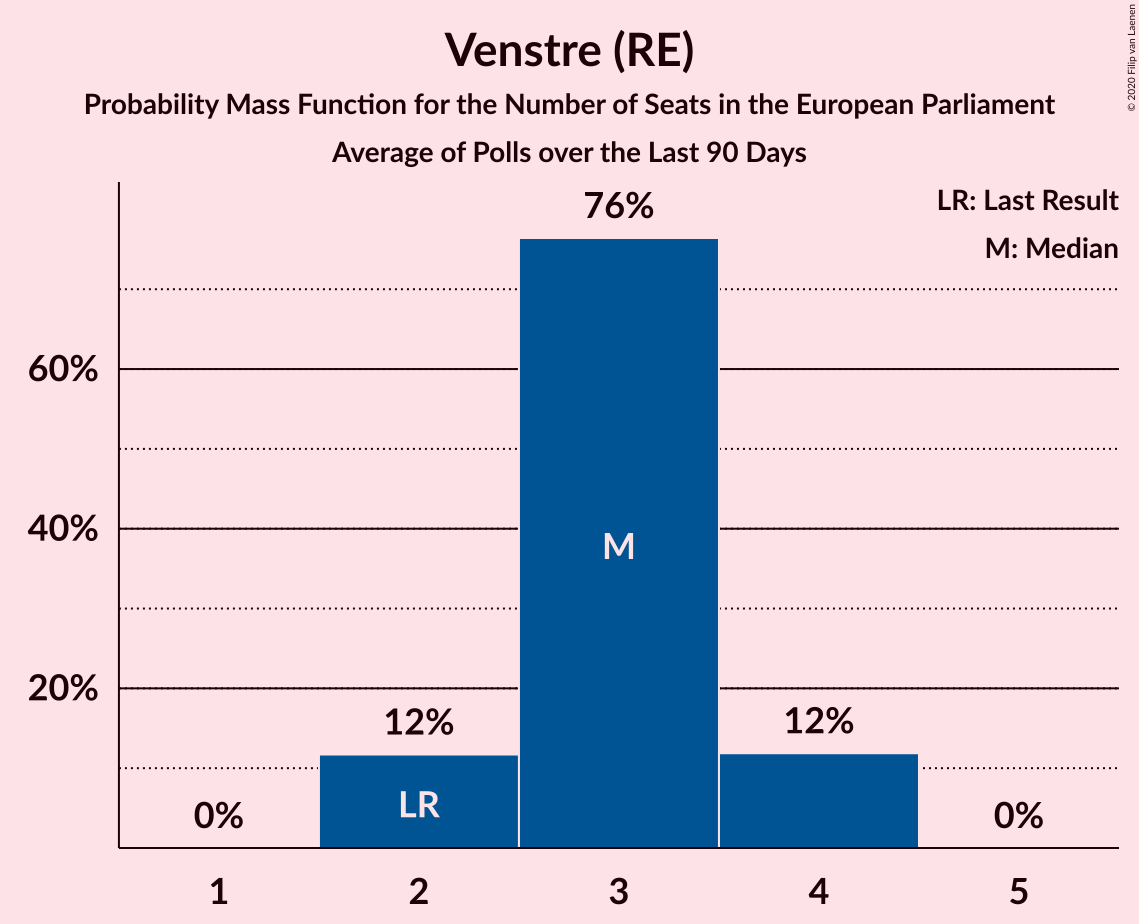 Venstre (RE)
Probability Mass Function for the Number of Seats in the European Parliament
Average of Polls over the Last 90 Days
© 2020 Filip van Laenen
LR: Last Result
M: Median
76%
60%
40%
20%
M
12%
12%
LR
0%
0%
1 2 3 4 5